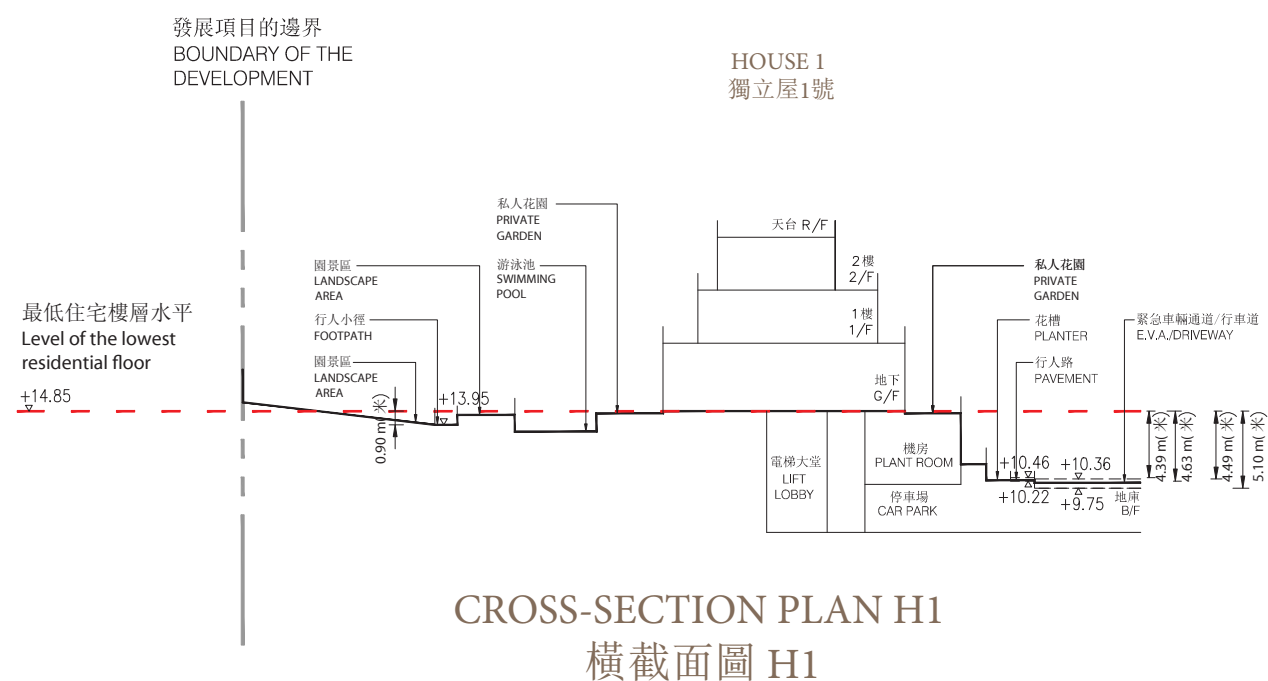 發展項目的邊界
BOUNDARY OF THE
DEVELOPMENT
HOUSE 1
獨立屋1號
私人花園
PRIVATE
GARDEN
天台 R/F
園景區
LANDSCAPE
AREA
游泳池
SWIMMING
POOL
2樓
2/F
私人花園
PRIVATE
GARDEN
最低住宅樓層水平
Level of the lowest
residential floor
行人小徑
FOOTPATH
1樓
1/F
花槽
PLANTER
緊急車輛通道/行車道
E.V.A./DRIVEWAY
園景區
LANDSCAPE
AREA
行人路
PAVEMENT
地下
G/F
+14.85
+13.95
0.90 m(米)
電梯大堂
LIFT
LOBBY
機房
PLANT ROOM
停車場
CAR PARK
+10.46
+10.36
+10.22
+9.75
地庫
B/F
4.39 m(米)
4.63 m(米)
4.49 m(米)
5.10 m(米)
CROSS-SECTION PLAN H1
橫截面圖 H1